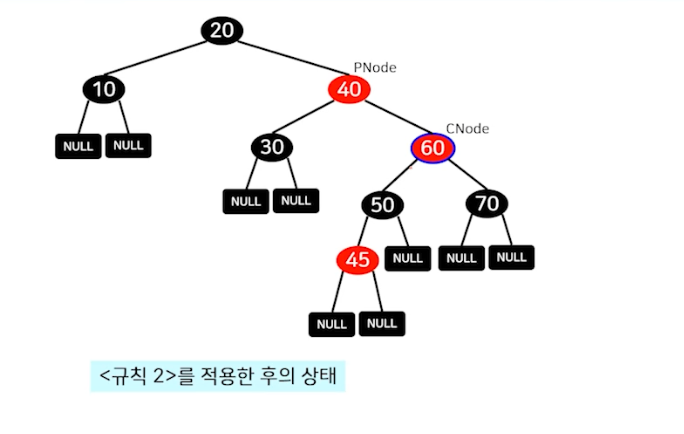 20
PNode
10
40
CNode
NULL NULL
30
60
NULL NULL
50
70
45
NULL
NULL NULL
NULL NULL
<규칙 2>를 적용한 후의 상태